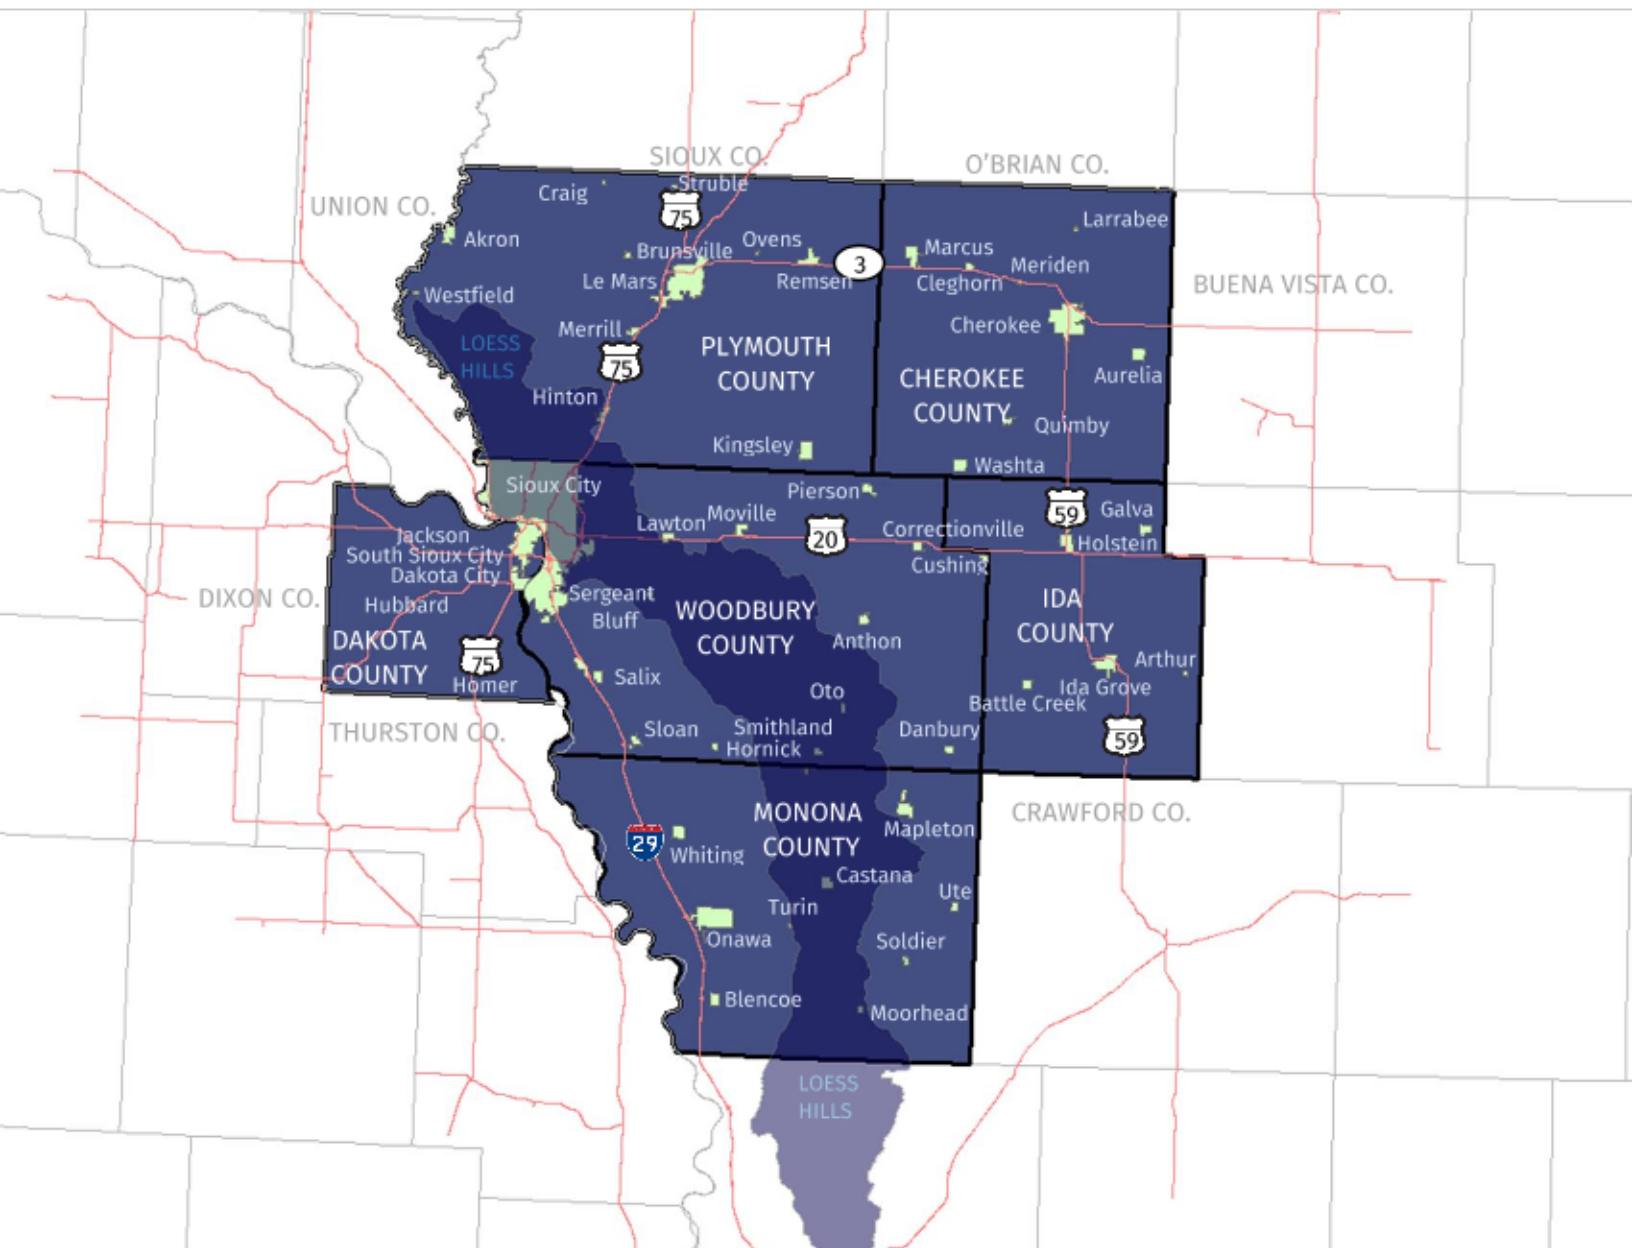 SIOUX CO.
O'BRIAN CO.
Struble
Craig
75
UNION CO.
Larrabee
Akron
Ovens
Marcus
Brunsville
3
Meriden
Le Mars
Remsen
Cleghorn
BUENA VISTA CO.
Westfield
Merrill
Cherokee
LOESS
HILLS
75
PLYMOUTH
COUNTY
CHEROKEE
COUNTY
Aurelia
Hinton
Quimby
Kingsley
Washta
Sioux City
Pierson
59
Galva
Lawton
Moville
20
Correctionville
Holstein
Jackson
South Sioux City
Dakota City
Cushing
DIXON CO.
Hubbard
Sergeant
Bluff
WOODBURY
COUNTY
IDA
COUNTY
DAKOTA
COUNTY
75
Anthon
Arthur
Homer
Salix
Oto
Ida Grove
Battle Creek
THURSTON CO.
Sloan
Smithland
Hornick
Danbury
59
MONONA
COUNTY
CRAWFORD CO.
29
Mapleton
Whiting
Castana
Ute
Turin
Onawa
Soldier
Blencoe
Moorhead
LOESS
HILLS